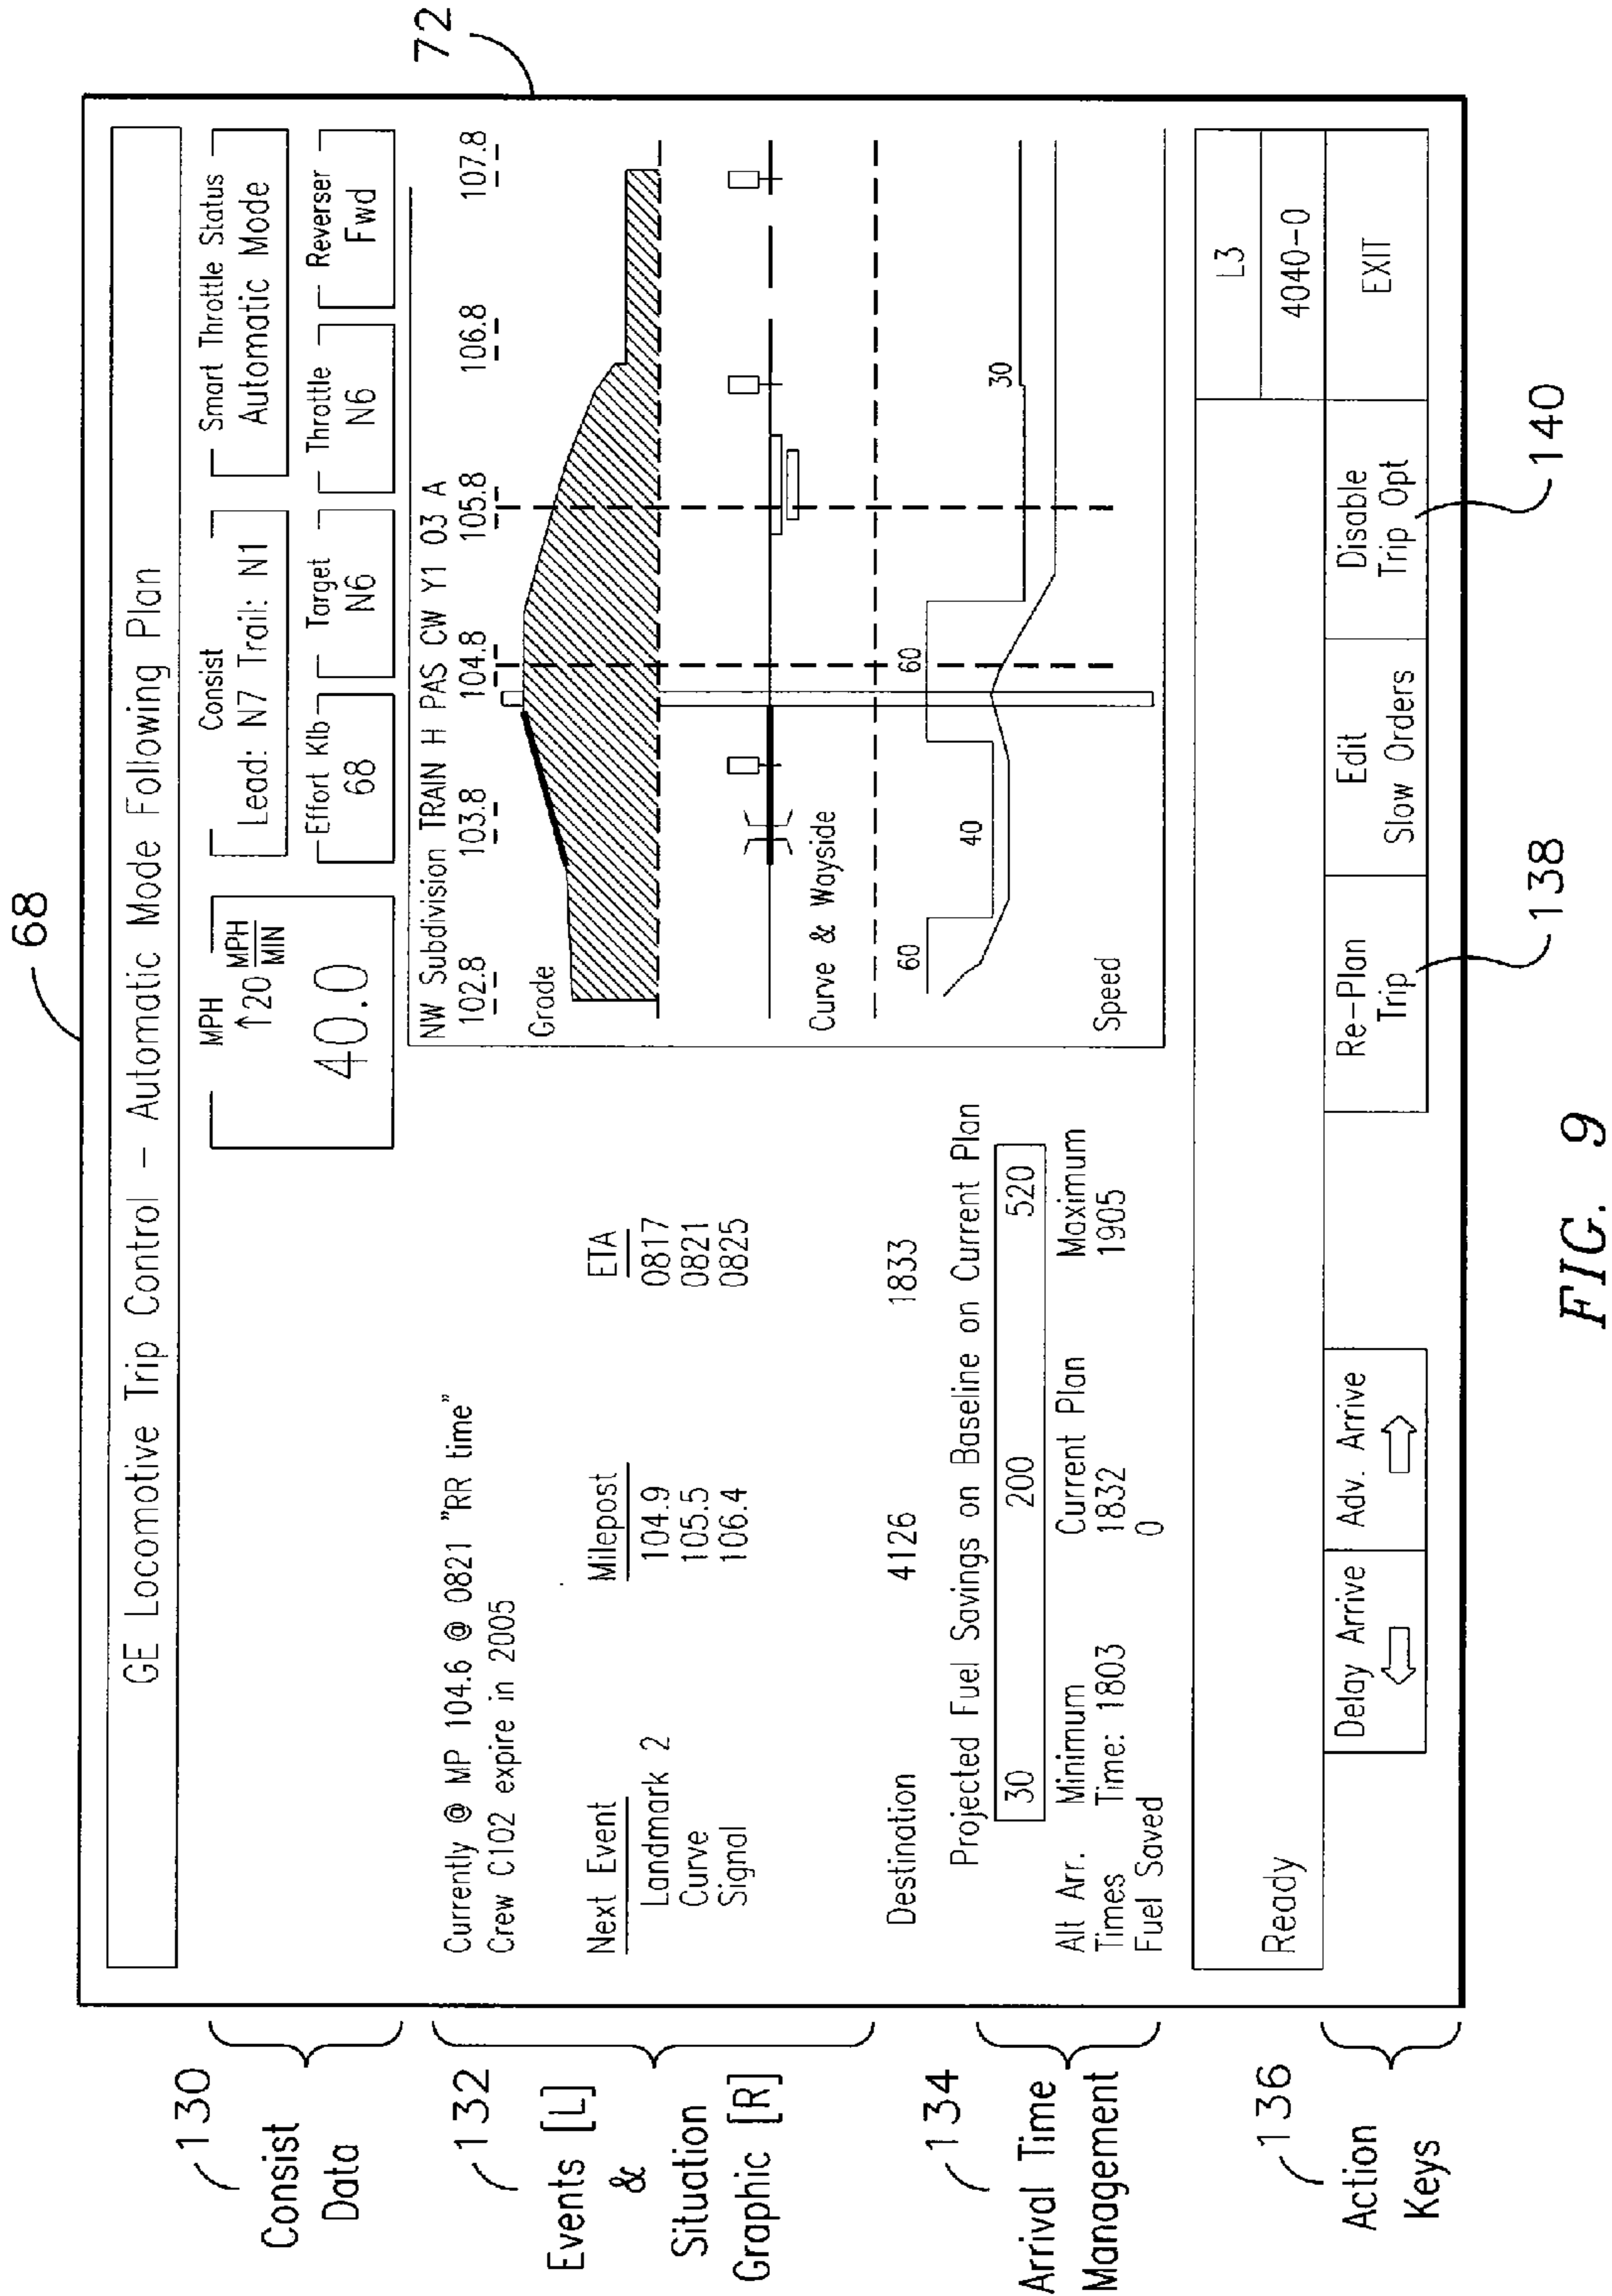 68
72
GE Locomotive Trip Control - Automatic Mode Following Plan
130
Consist
Data
MPH
↑20 MPH
MIN
40.0
Consist
Lead: N7 Trail: N1
Smart Throttle Status
Automatic Mode
Effort Klb
68
Target
N6
Throttle
N6
Reverser
Fwd
132
Events [L]
&
Situation
Graphic [R]
Currently @ MP 104.6 @ 0821 "RR time"
Crew C102 expire in 2005
Next Event Milepost ETA
Landmark 2 104.9 0817
Curve 105.5 0821
Signal 106.4 0825
Destination 4126 1833
NW Subdivision TRAIN H PAS CW Y1 03 A
102.8 103.8 104.8 105.8 106.8 107.8
Grade
Curve & Wayside
60 40 60 30
Speed
134
Arrival Time
Management
Projected Fuel Savings on Baseline on Current Plan
30 200 520
Alt Arr. Minimum Current Plan Maximum
Times Time: 1803 1832 1905
Fuel Saved 0
Ready
L3
4040-0
136
Action
Keys
Delay Arrive
Adv. Arrive
Re-Plan
Trip
Edit
Slow Orders
Disable
Trip Opt
EXIT
138
140
FIG. 9